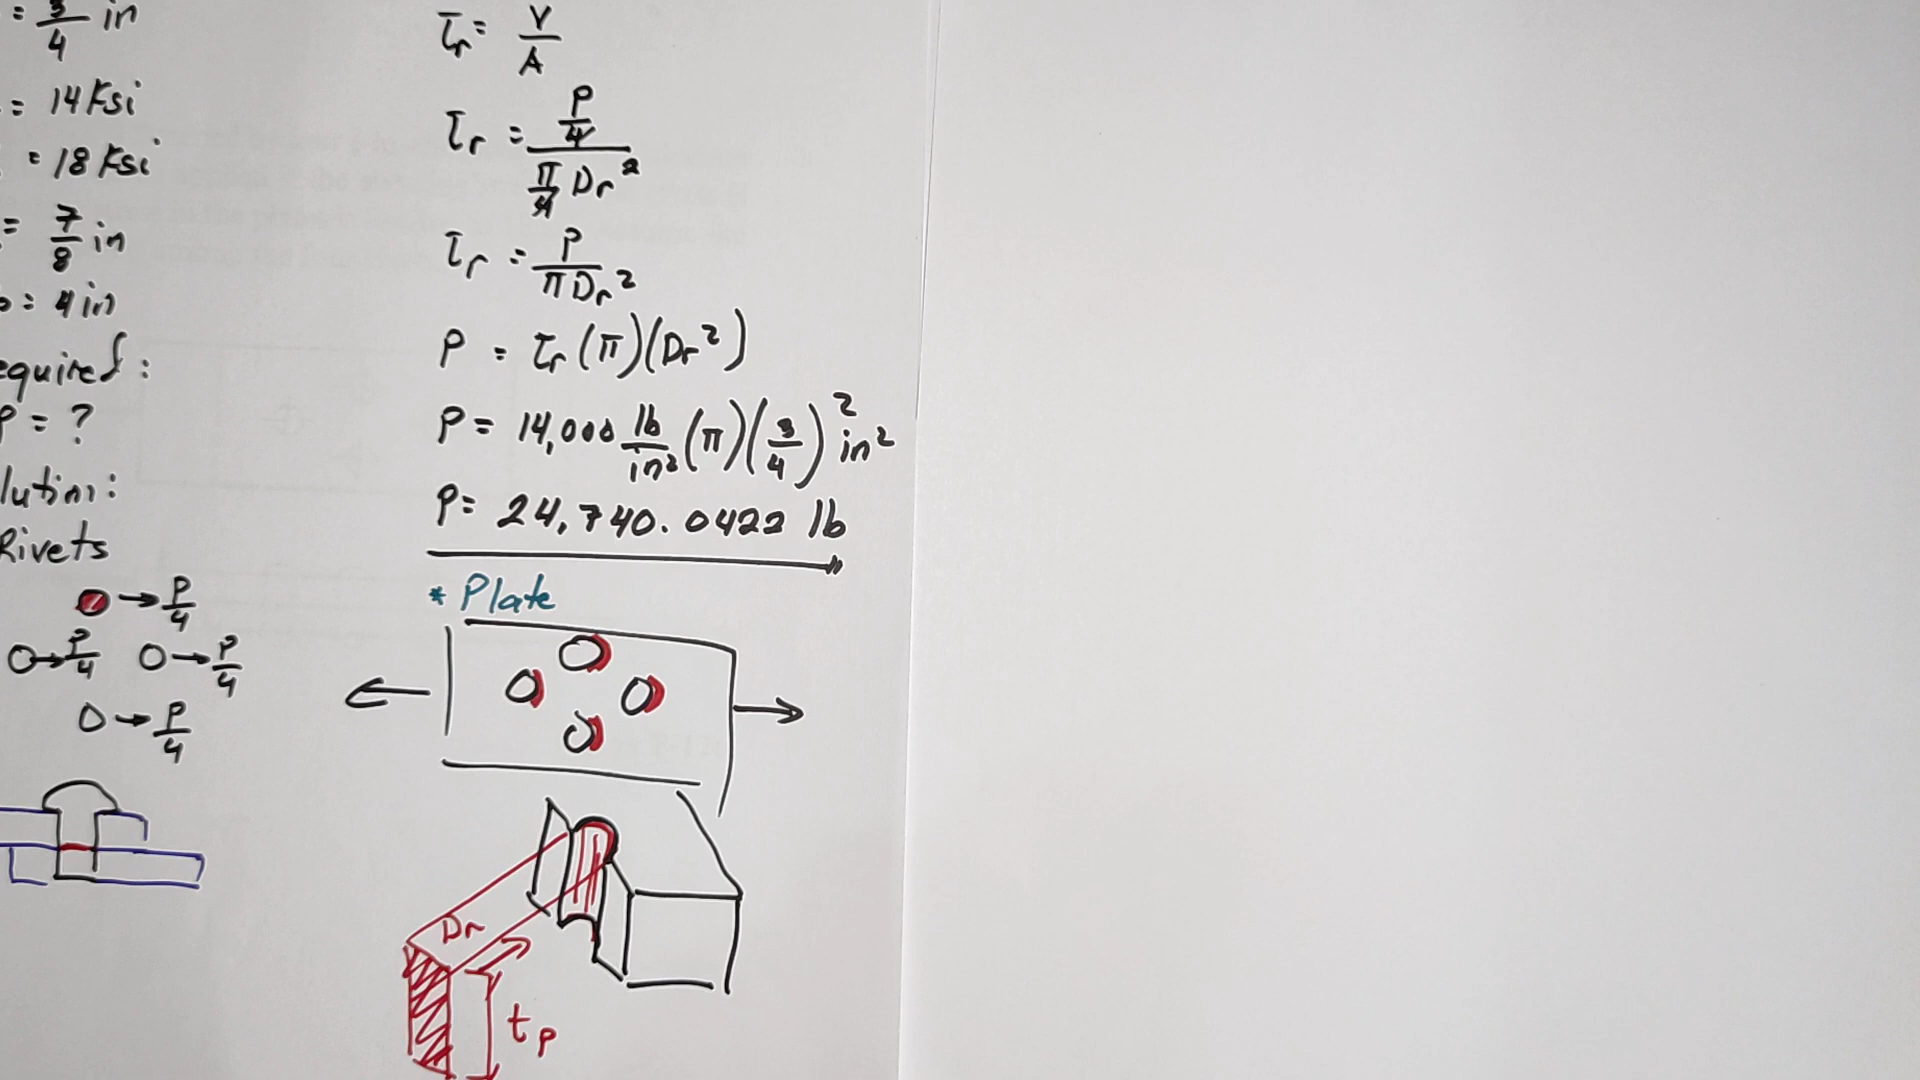 = 3/4 in
= 14 Ksi
= 18 Ksi
= 7/8 in
= 4 in
equired:
P = ?
lution:
Rivets
→ P/4
→ P/4 → P/4
→ P/4
τr = V/A
τr = (P/4)/(π/4 Dr²)
τr = P/(π Dr²)
P = τr (π)(Dr²)
P = 14,000 lb/in² (π)(3/4)² in²
P = 24,740.0422 lb
* Plate
Dr
tp